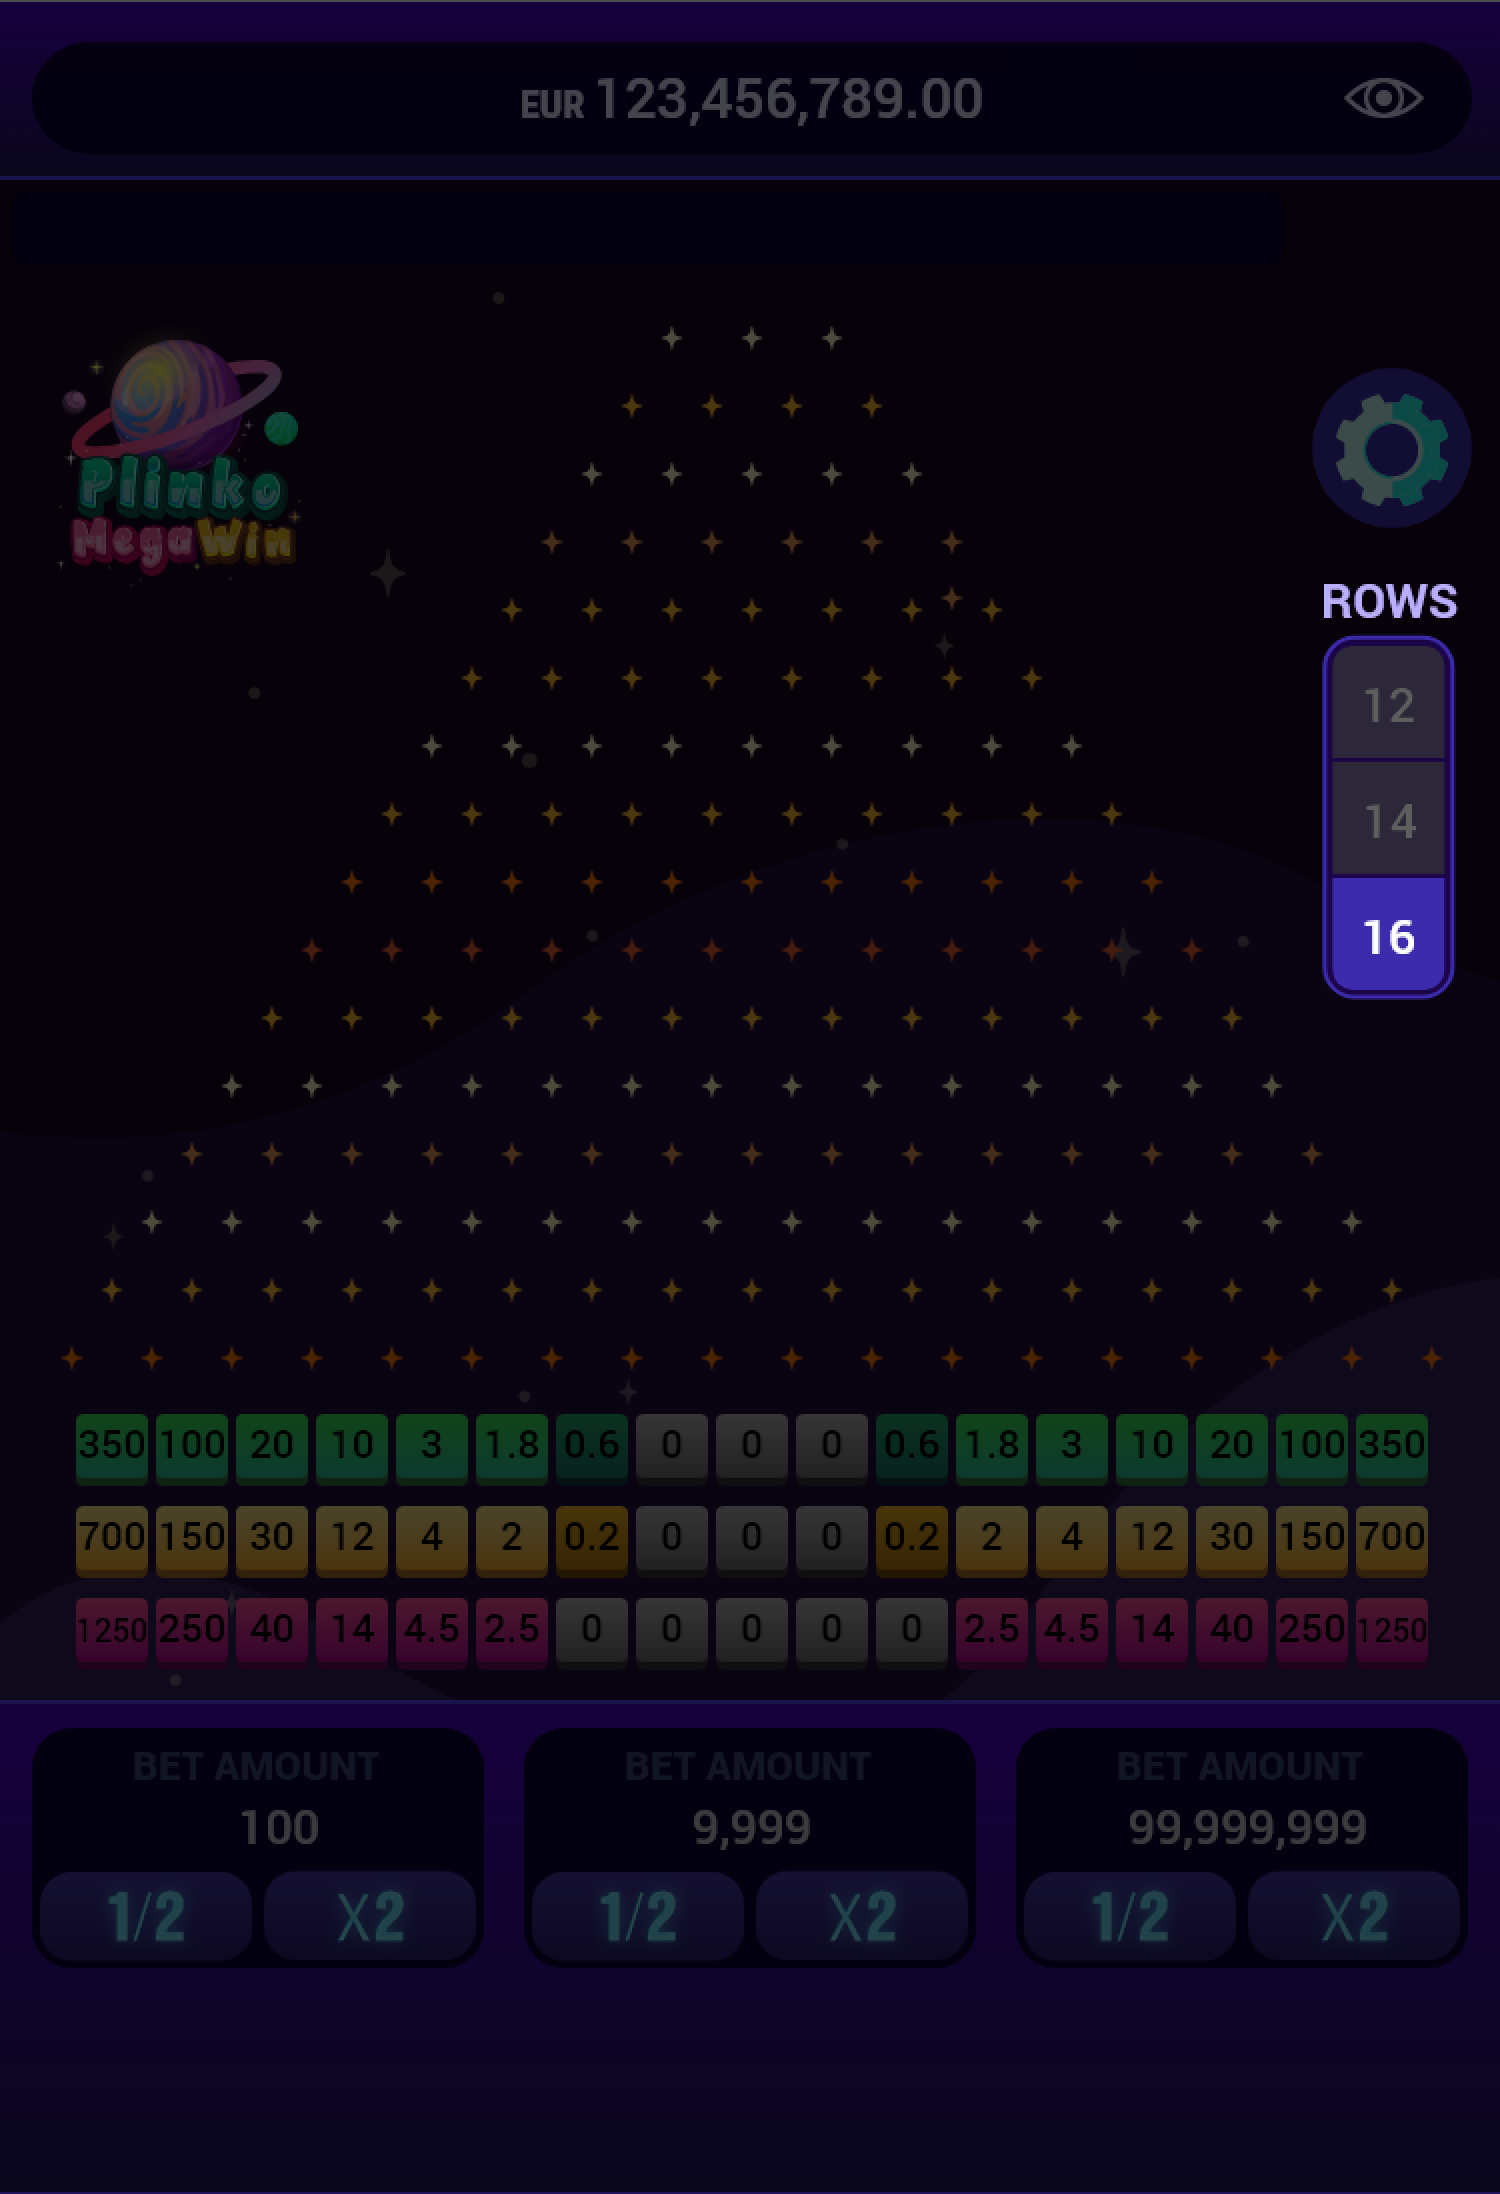 EUR 123,456,789.00
Plinko
MegaWin
ROWS
12
14
16
350 100 20 10 3 1.8 0.6 0 0 0 0.6 1.8 3 10 20 100 350
700 150 30 12 4 2 0.2 0 0 0 0.2 2 4 12 30 150 700
1250 250 40 14 4.5 2.5 0 0 0 0 0 2.5 4.5 14 40 250 1250
BET AMOUNT BET AMOUNT BET AMOUNT
100 9,999 99,999,999
1/2 X2 1/2 X2 1/2 X2